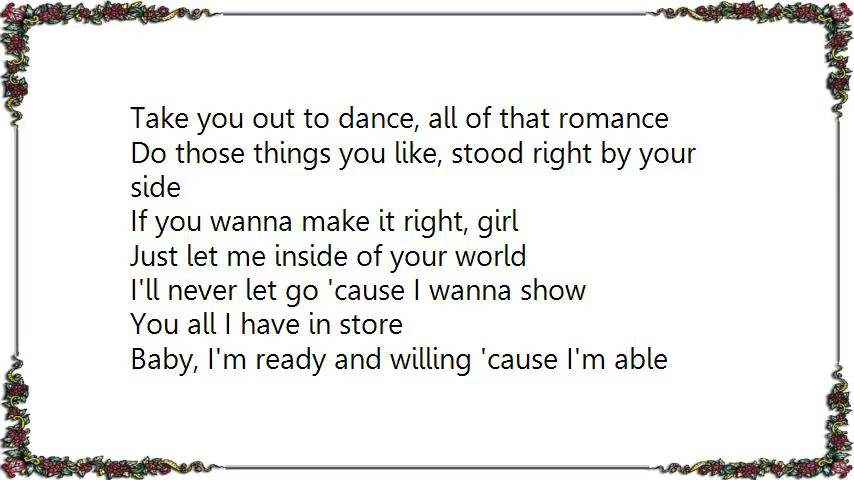 Take you out to dance, all of that romance
Do those things you like, stood right by your
side
If you wanna make it right, girl
Just let me inside of your world
I'll never let go 'cause I wanna show
You all I have in store
Baby, I'm ready and willing 'cause I'm able